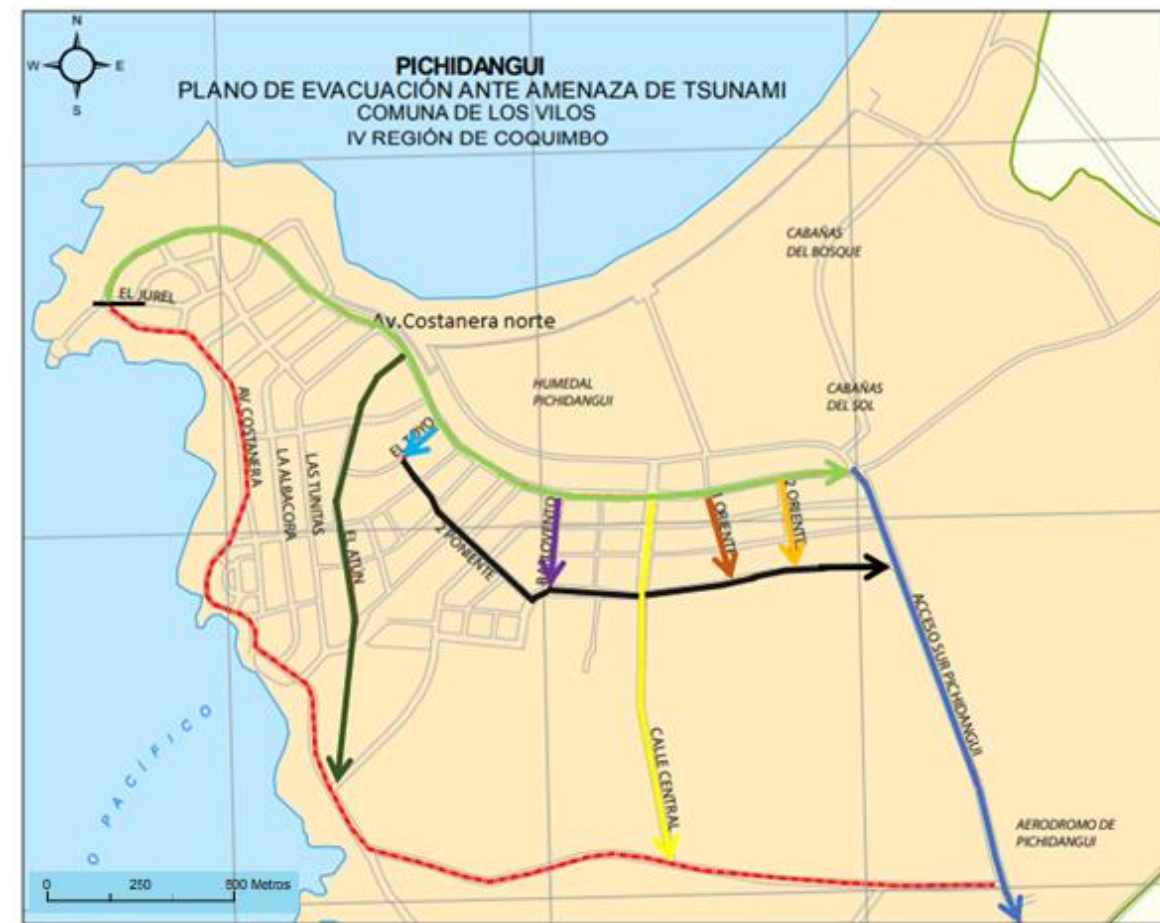 N
W
E
S
PICHIDANGUI
PLANO DE EVACUACIÓN ANTE AMENAZA DE TSUNAMI
COMUNA DE LOS VILOS
IV REGIÓN DE COQUIMBO
CABAÑAS
DEL BOSQUE
EL JUREL
Av.Costanera norte
HUMEDAL
PICHIDANGUI
CABAÑAS
DEL SOL
AV. COSTANERA
LA ALBACORA
LAS TUNITAS
EL ATÚN
2 PONIENTE
1 ORIENTE
2 ORIENTE
ACCESO SUR PICHIDANGUI
CALLE CENTRAL
O PACÍFICO
AERODROMO DE
PICHIDANGUI
0 250 500 Metros